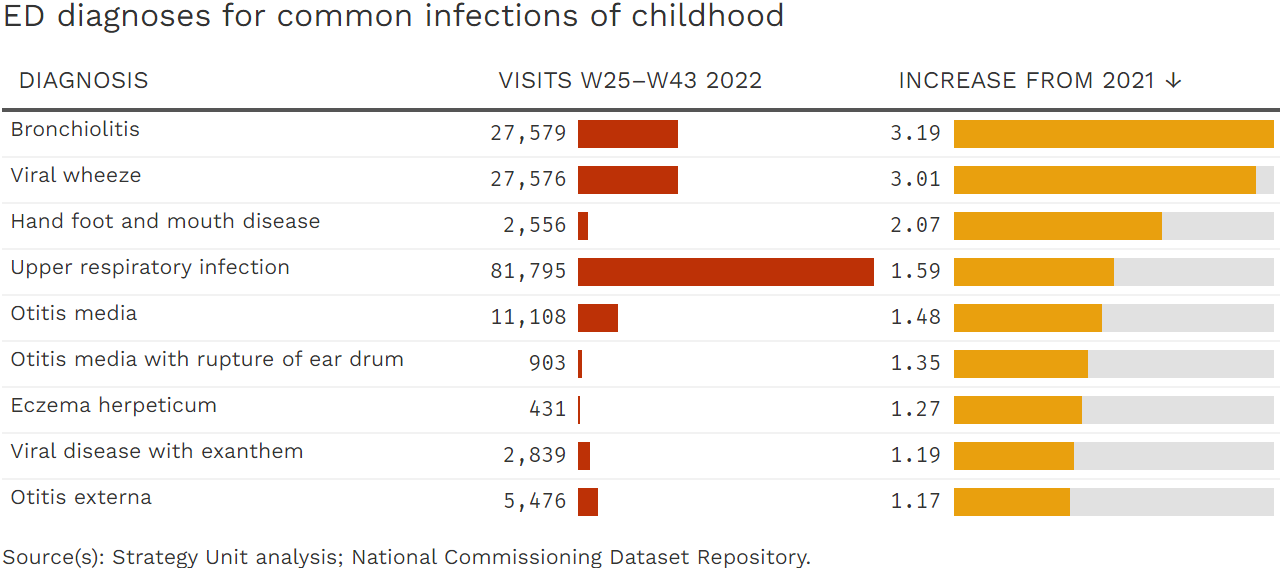 ED diagnoses for common infections of childhood
DIAGNOSIS VISITS W25–W43 2022 INCREASE FROM 2021 ↓
Bronchiolitis 27,579 3.19
Viral wheeze 27,576 3.01
Hand foot and mouth disease 2,556 2.07
Upper respiratory infection 81,795 1.59
Otitis media 11,108 1.48
Otitis media with rupture of ear drum 903 1.35
Eczema herpeticum 431 1.27
Viral disease with exanthem 2,839 1.19
Otitis externa 5,476 1.17
Source(s): Strategy Unit analysis; National Commissioning Dataset Repository.